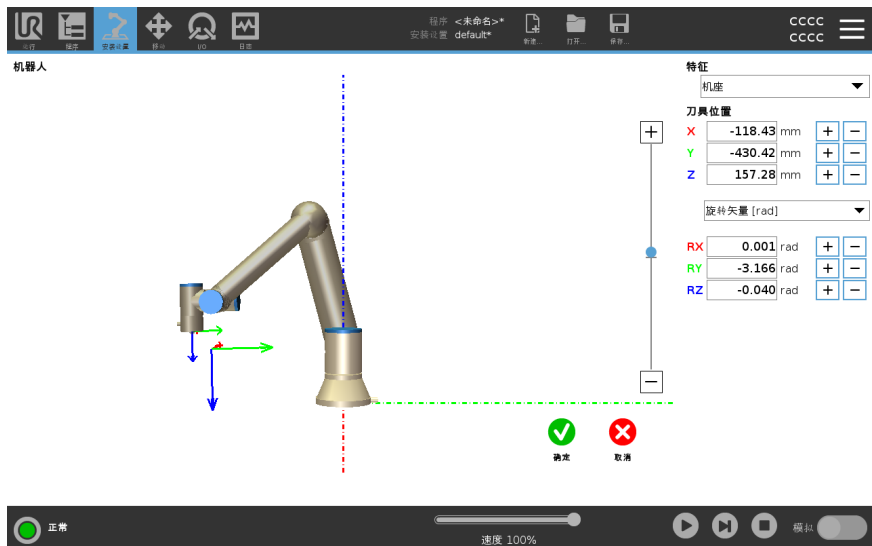 UR
运行
程序
安装设置
移动
I/O
日志
程序 <未命名>*
安装设置 default*
新建...
打开...
保存...
CCCC
CCCC
机器人
特征
机座
刀具位置
X -118.43 mm + −
Y -430.42 mm + −
Z 157.28 mm + −
旋转矢量 [rad]
RX 0.001 rad + −
RY -3.166 rad + −
RZ -0.040 rad + −
确定
取消
正常
速度 100%
模拟